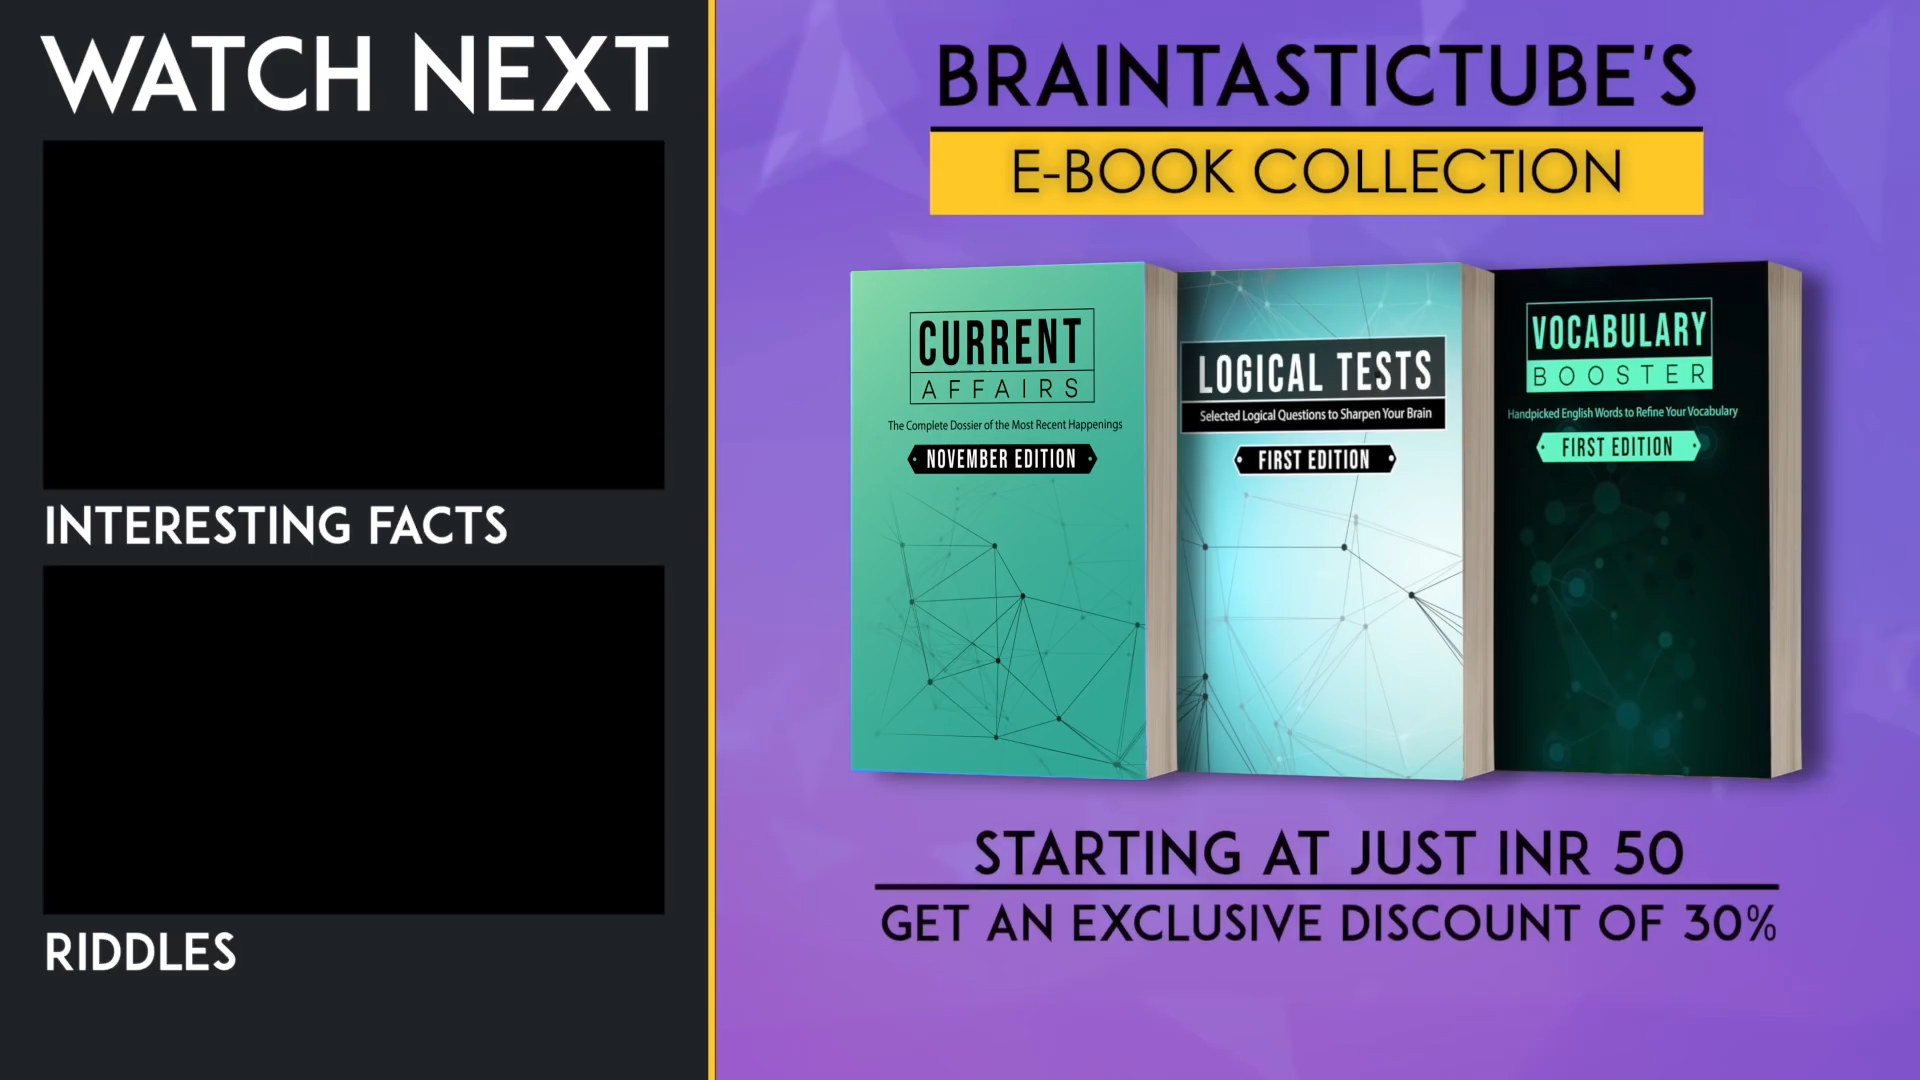 WATCH NEXT
INTERESTING FACTS
RIDDLES
BRAINTASTICTUBE'S
E-BOOK COLLECTION
CURRENT
AFFAIRS
The Complete Dossier of the Most Recent Happenings
NOVEMBER EDITION
LOGICAL TESTS
Selected Logical Questions to Sharpen Your Brain
FIRST EDITION
VOCABULARY
BOOSTER
Handpicked English Words to Refine Your Vocabulary
FIRST EDITION
STARTING AT JUST INR 50
GET AN EXCLUSIVE DISCOUNT OF 30%